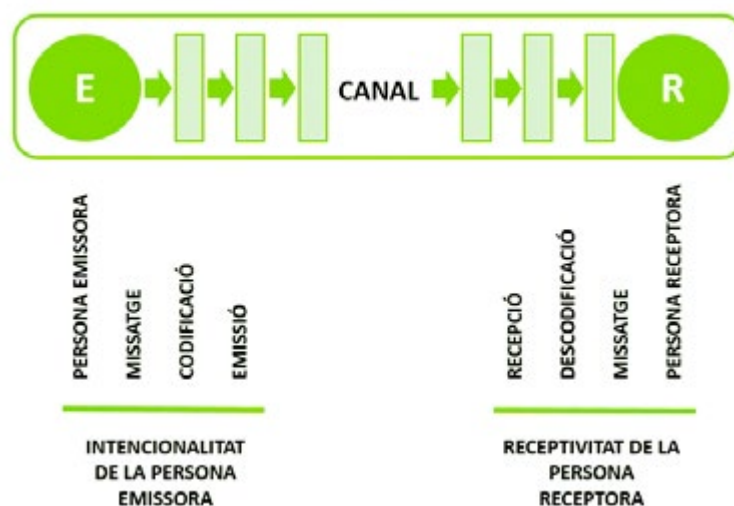 E
CANAL
R
PERSONA EMISSORA
MISSATGE
CODIFICACIÓ
EMISSIÓ
RECEPCIÓ
DESCODIFICACIÓ
MISSATGE
PERSONA RECEPTORA
INTENCIONALITAT
DE LA PERSONA
EMISSORA
RECEPTIVITAT DE LA
PERSONA
RECEPTORA